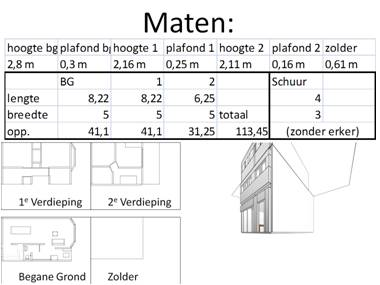 Maten:
hoogte bg plafond bg hoogte 1 plafond 1 hoogte 2 plafond 2 zolder
2,8 m 0,3 m 2,16 m 0,25 m 2,11 m 0,16 m 0,61 m
BG 1 2 Schuur
lengte 8,22 8,22 6,25 4
breedte 5 5 5 totaal 3
opp. 41,1 41,1 31,25 113,45 (zonder erker)
1e Verdieping 2e Verdieping
Begane Grond Zolder